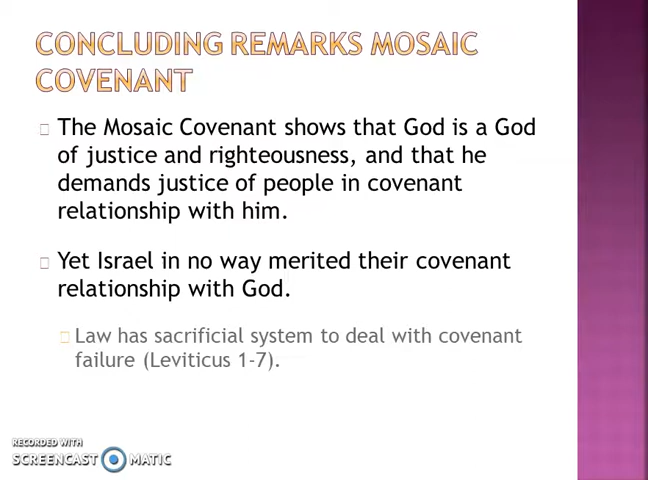 CONCLUDING REMARKS MOSAIC
COVENANT
The Mosaic Covenant shows that God is a God
of justice and righteousness, and that he
demands justice of people in covenant
relationship with him.
Yet Israel in no way merited their covenant
relationship with God.
Law has sacrificial system to deal with covenant
failure (Leviticus 1-7).
RECORDED WITH
SCREENCAST MATIC